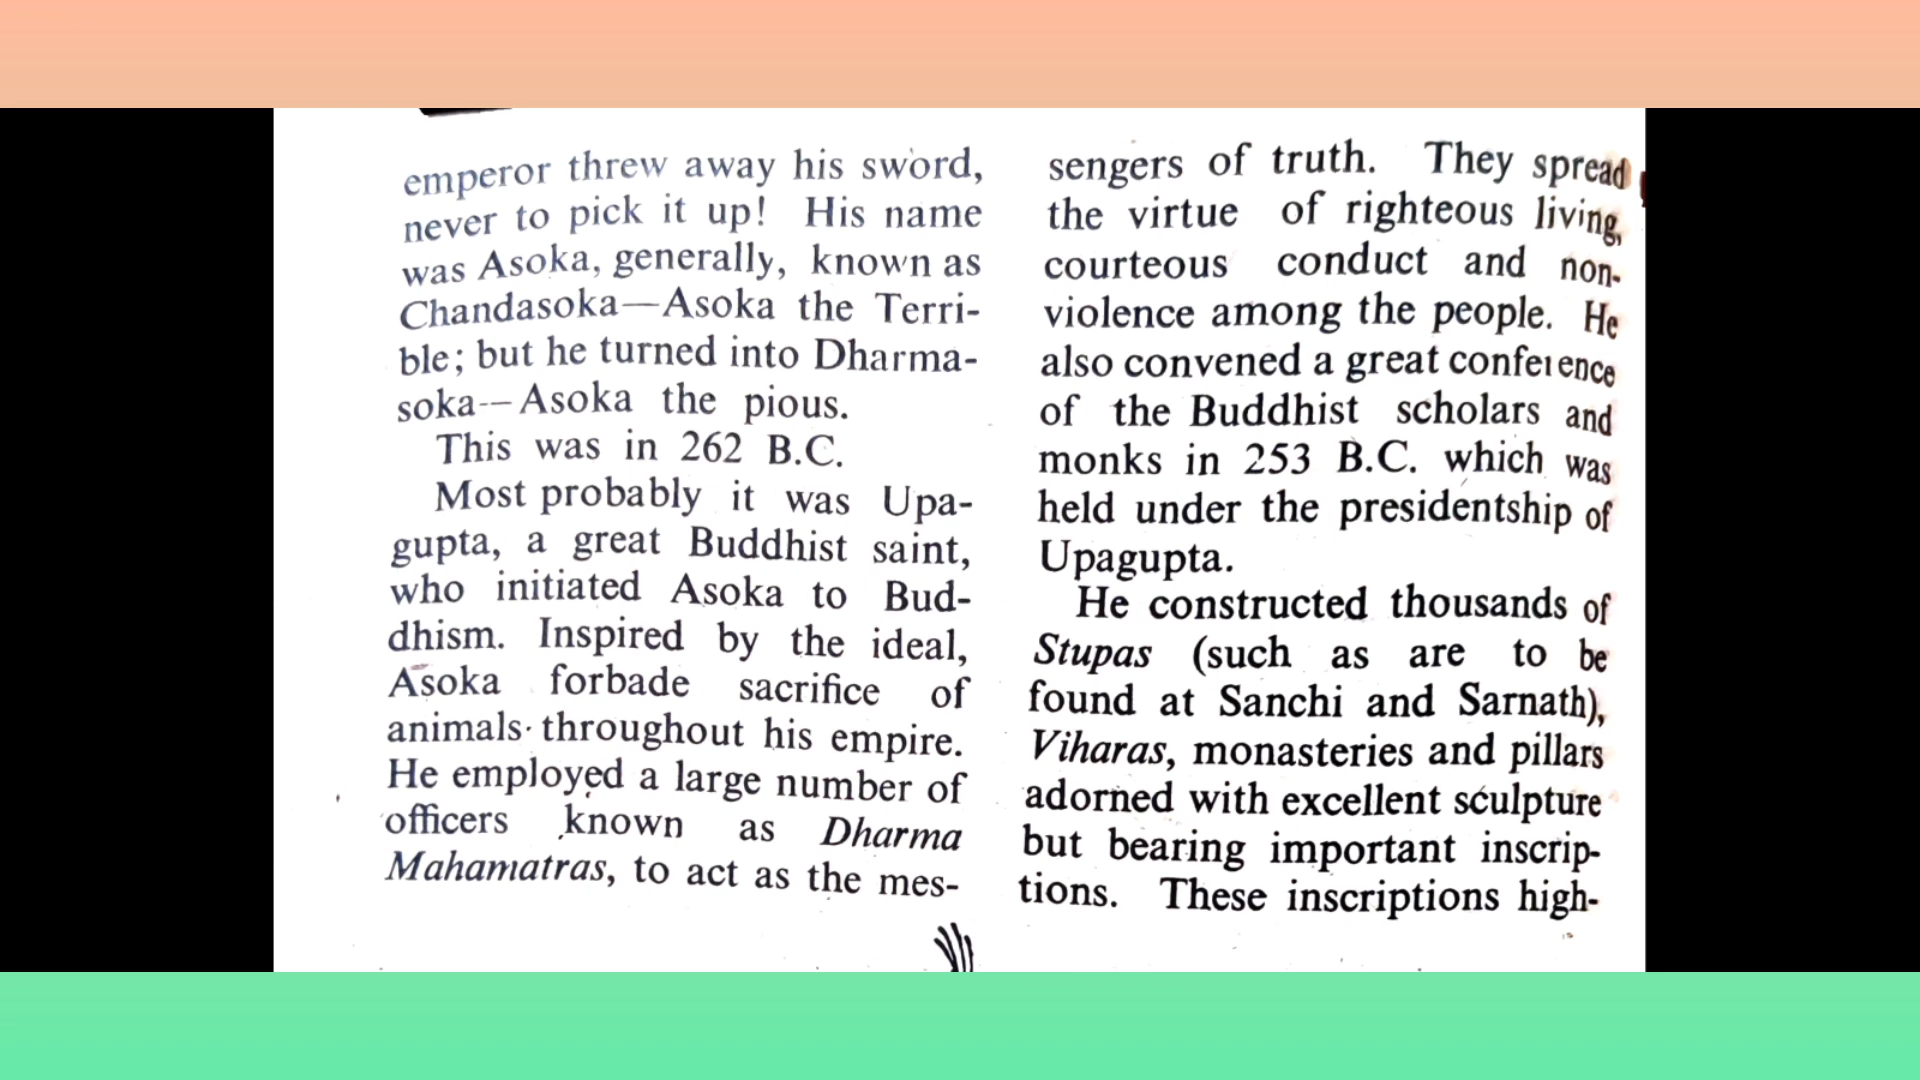 emperor threw away his sword,
never to pick it up! His name
was Asoka, generally, known as
Chandasoka—Asoka the Terri-
ble; but he turned into Dharma-
soka—Asoka the pious.
This was in 262 B.C.
Most probably it was Upa-
gupta, a great Buddhist saint,
who initiated Asoka to Bud-
dhism. Inspired by the ideal,
Asoka forbade sacrifice of
animals throughout his empire.
He employed a large number of
officers known as Dharma
Mahamatras, to act as the mes-
sengers of truth. They spread
the virtue of righteous living,
courteous conduct and non-
violence among the people. He
also convened a great conference
of the Buddhist scholars and
monks in 253 B.C. which was
held under the presidentship of
Upagupta.
He constructed thousands of
Stupas (such as are to be
found at Sanchi and Sarnath),
Viharas, monasteries and pillars
adorned with excellent sculpture
but bearing important inscrip-
tions. These inscriptions high-